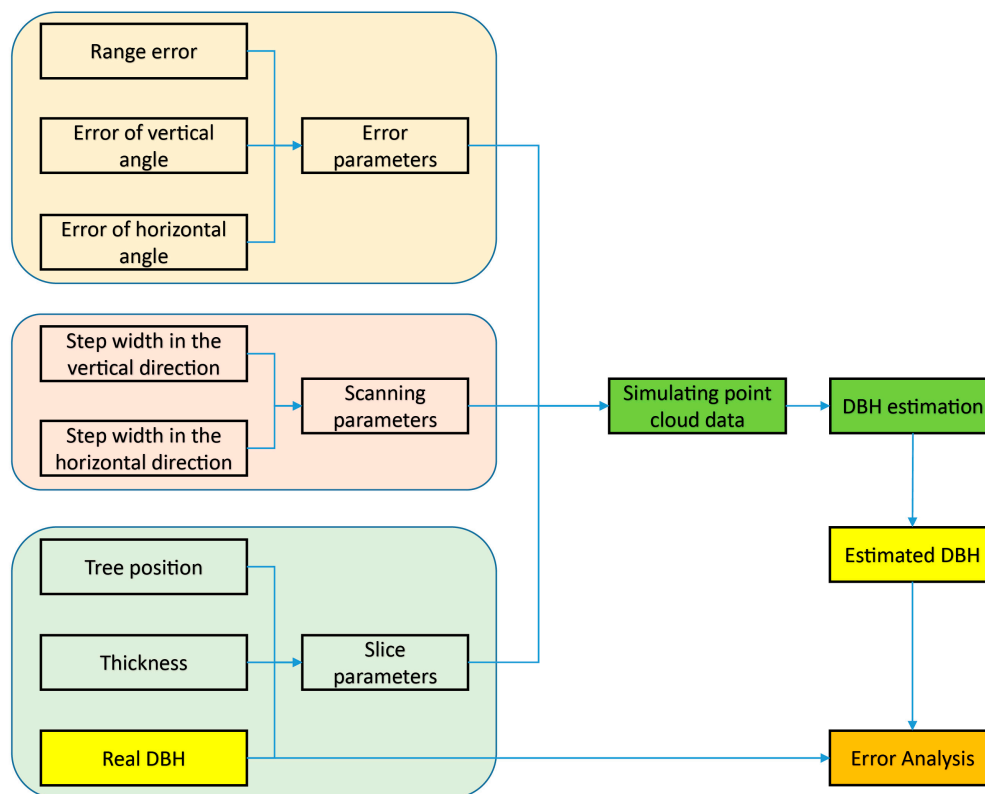 Range error
Error of vertical
angle
Error parameters
Error of horizontal
angle
Step width in the
vertical direction
Scanning
parameters
Step width in the
horizontal direction
Simulating point
cloud data
DBH estimation
Tree position
Thickness
Slice
parameters
Real DBH
Estimated DBH
Error Analysis